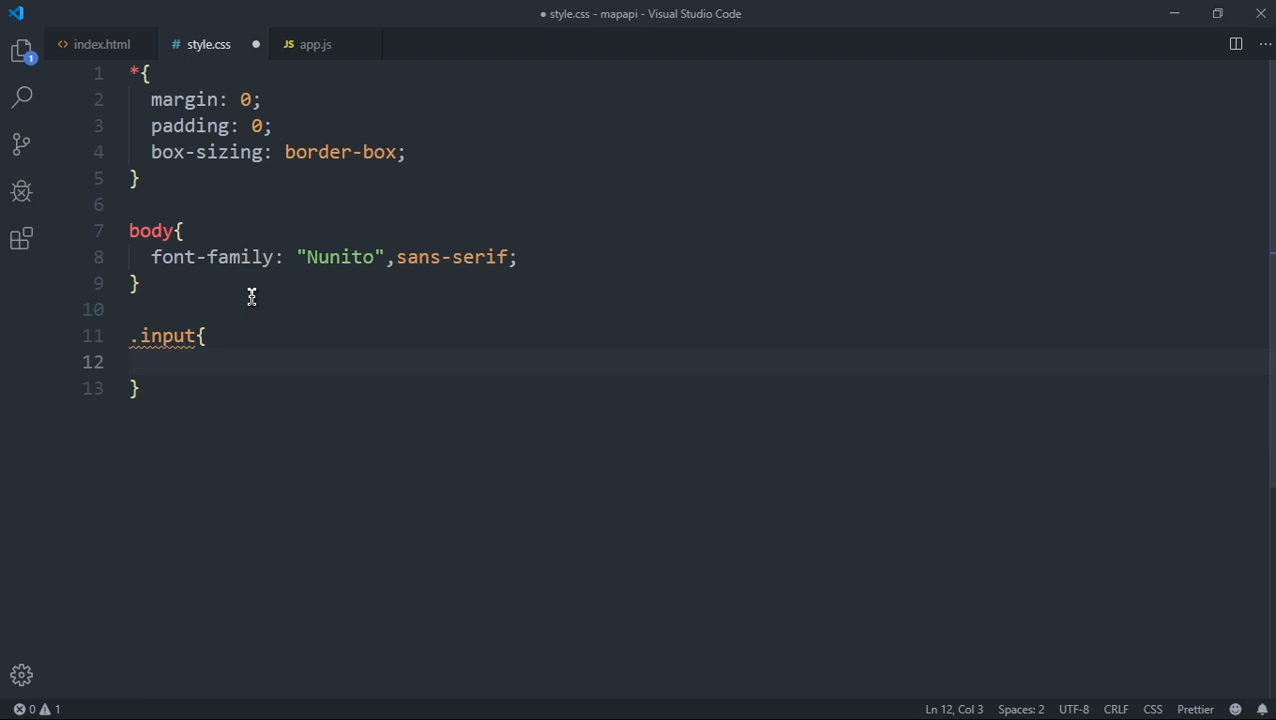 ● style.css - mapapi - Visual Studio Code
<> index.html
# style.css ●
JS app.js
1
1 *{
2 margin: 0;
3 padding: 0;
4 box-sizing: border-box;
5 }
6
7 body{
8 font-family: "Nunito",sans-serif;
9 }
10
11 .input{
12
13 }
0 1
Ln 12, Col 3 Spaces: 2 UTF-8 CRLF CSS Prettier